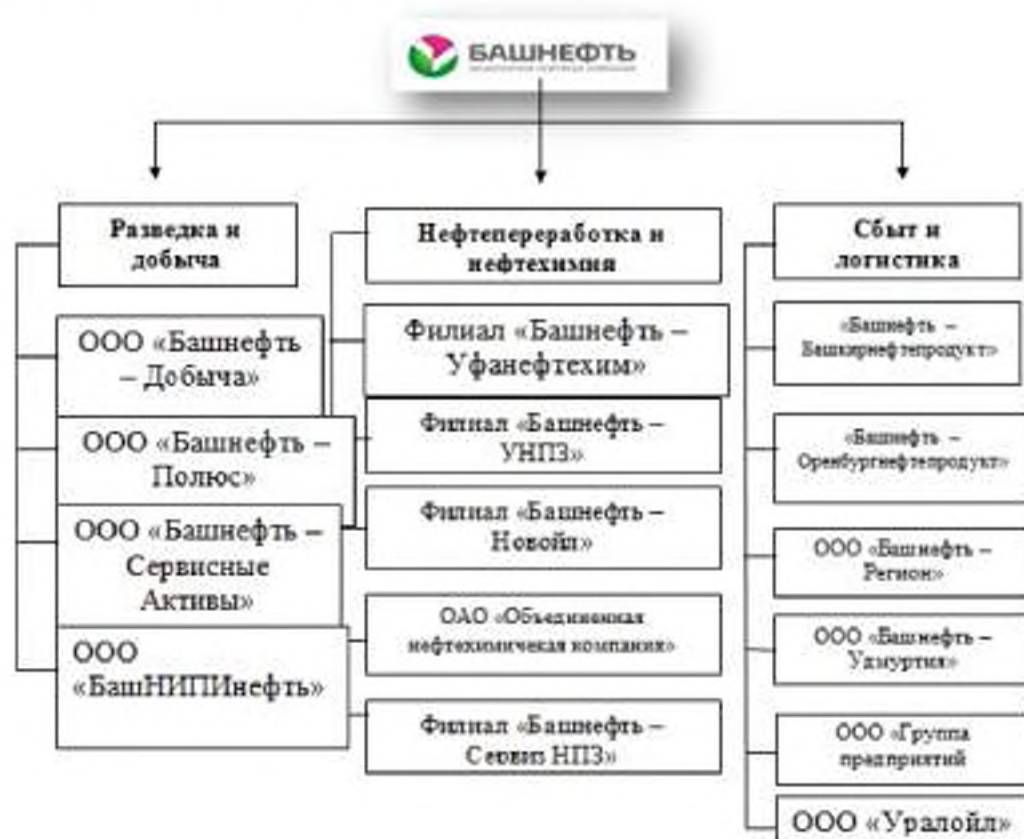 БАШНЕФТЬ
Разведка и
добыча
ООО «Башнефть
– Добыча»
ООО «Башнефть –
Полюс»
ООО «Башнефть –
Сервисные
Активы»
ООО
«БашНИПИнефть»
Нефтепереработка и
нефтехимия
Филиал «Башнефть –
Уфанефтехим»
Филиал «Башнефть –
УНПЗ»
Филиал «Башнефть –
Новойл»
ОАО «Объединенная
нефтехимичекая компания»
Филиал «Башнефть –
Сервиз НПЗ»
Сбыт и
логистика
«Башнефть –
Башкирнефтепродукт»
«Башнефть –
Оренбургнефтепродукт»
ООО «Башнефть –
Регион»
ООО «Башнефть –
Удмуртия»
ООО «Группа
предприятий
ООО «Уралойл»